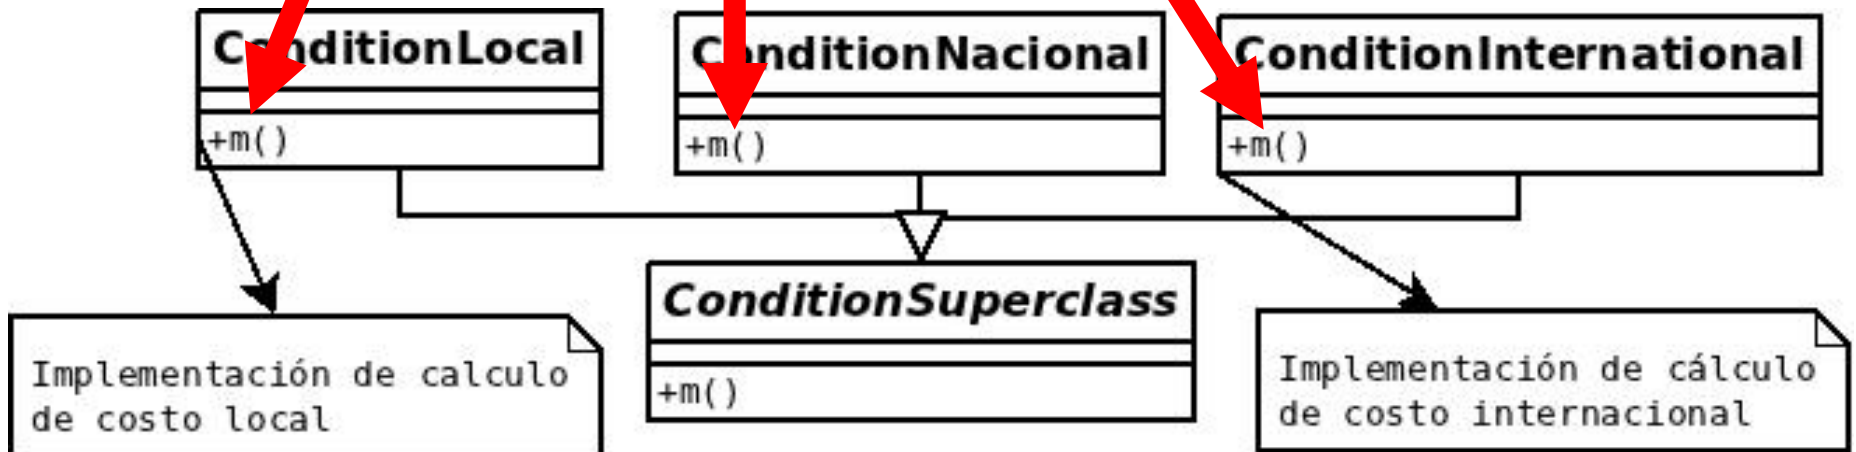 ConditionLocal
+m()
ConditionNacional
+m()
ConditionInternational
+m()
ConditionSuperclass
+m()
Implementación de calculo
de costo local
Implementación de cálculo
de costo internacional